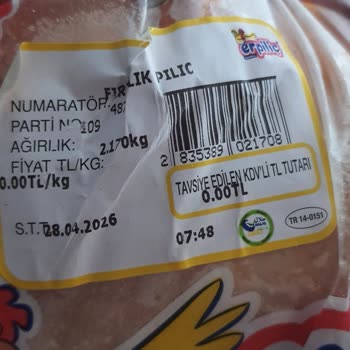 erpiliç
LIK PILIC
NUMARATÖR
PARTİ NO:109
AĞIRLIK: 2.170kg
FİYAT TL/KG:
0.00TL/kg
2 835389 021708
TAVSİYE EDİLEN KDV'Lİ TL TUTARI
0.00TL
S.T.T. 28.04.2026
07:48
TR 14-0151